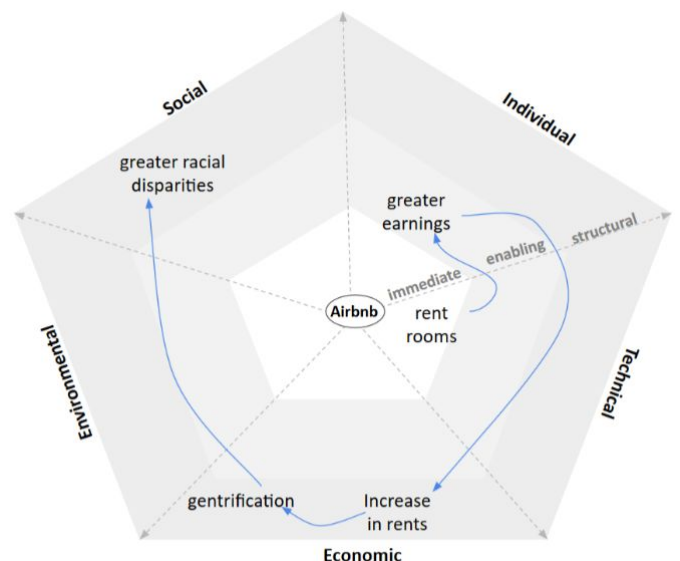 Social
Individual
greater racial
disparities
greater
earnings
structural
enabling
immediate
Airbnb
rent
rooms
Environmental
Technical
gentrification
Increase
in rents
Economic